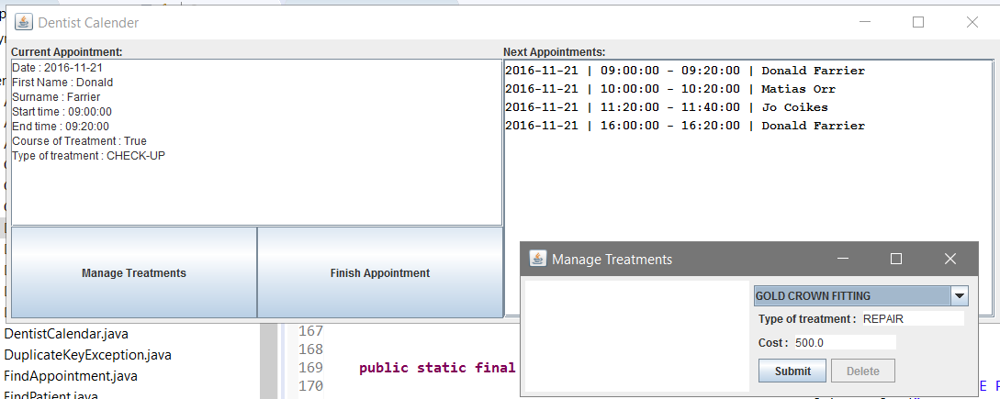 Dentist Calender
Current Appointment:
Date : 2016-11-21
First Name : Donald
Surname : Farrier
Start time : 09:00:00
End time : 09:20:00
Course of Treatment : True
Type of treatment : CHECK-UP
Manage Treatments
Finish Appointment
Next Appointments:
2016-11-21 | 09:00:00 - 09:20:00 | Donald Farrier
2016-11-21 | 10:00:00 - 10:20:00 | Matias Orr
2016-11-21 | 11:20:00 - 11:40:00 | Jo Coikes
2016-11-21 | 16:00:00 - 16:20:00 | Donald Farrier
Manage Treatments
GOLD CROWN FITTING
Type of treatment : REPAIR
Cost : 500.0
Submit
Delete
DentistCalendar.java
DuplicateKeyException.java
FindAppointment.java
FindPatient.java
167
168
169 public static final
170